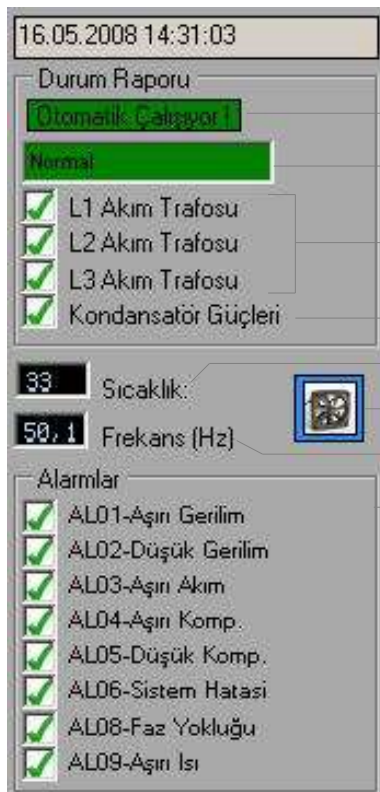 16.05.2008 14:31:03
Durum Raporu
Otomatik Çalışıyor !
Normal
L1 Akım Trafosu
L2 Akım Trafosu
L3 Akım Trafosu
Kondansatör Güçleri
33 Sıcaklık:
50,1 Frekans (Hz)
Alarmlar
AL01-Aşırı Gerilim
AL02-Düşük Gerilim
AL03-Aşırı Akım
AL04-Aşırı Komp.
AL05-Düşük Komp.
AL06-Sistem Hatasi
AL08-Faz Yokluğu
AL09-Aşırı Isı